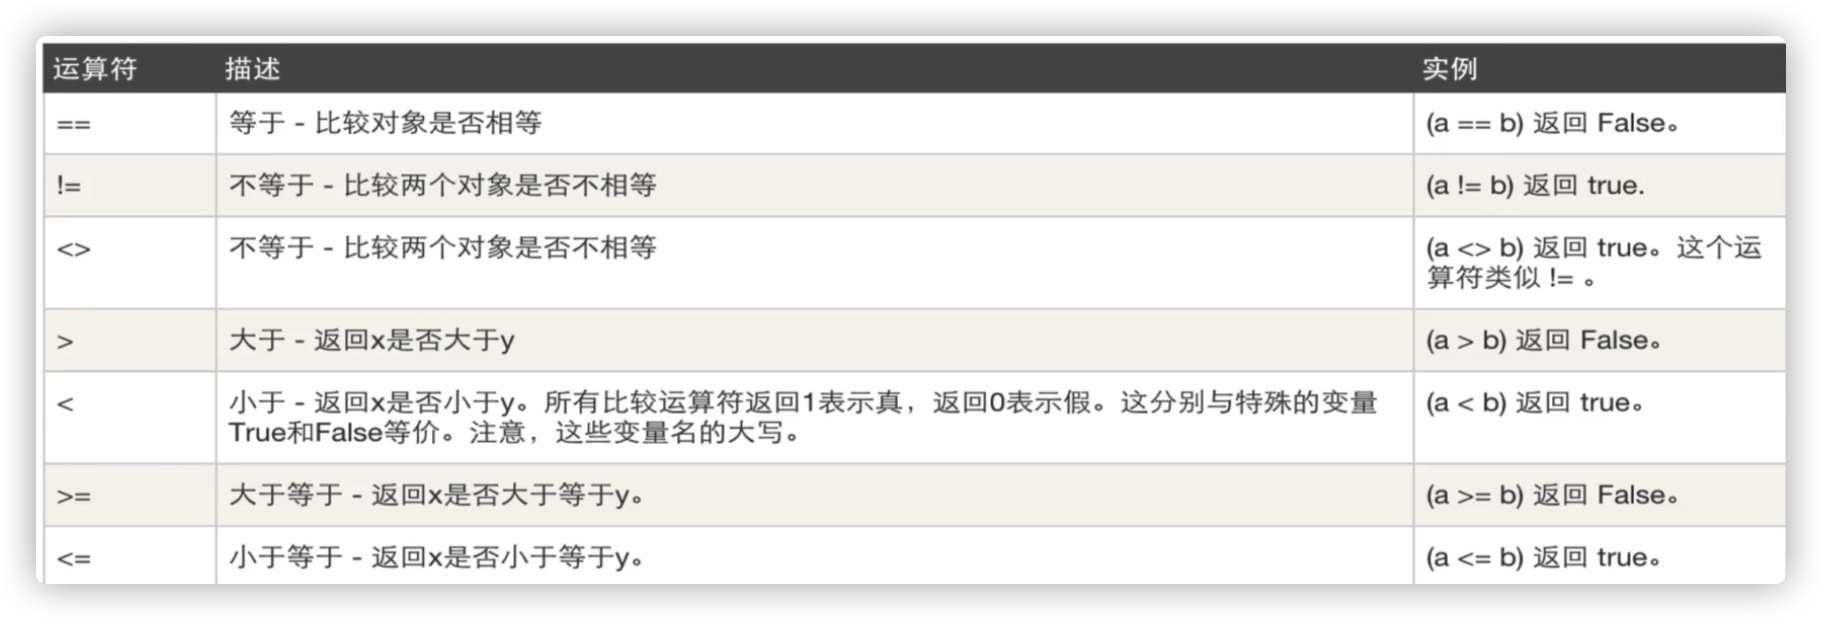 运算符 描述 实例
== 等于 - 比较对象是否相等 (a == b) 返回 False。
!= 不等于 - 比较两个对象是否不相等 (a != b) 返回 true.
<> 不等于 - 比较两个对象是否不相等 (a <> b) 返回 true。这个运
算符类似 != 。
> 大于 - 返回x是否大于y (a > b) 返回 False。
< 小于 - 返回x是否小于y。所有比较运算符返回1表示真，返回0表示假。这分别与特殊的变量 (a < b) 返回 true。
True和False等价。注意，这些变量名的大写。
>= 大于等于 - 返回x是否大于等于y。 (a >= b) 返回 False。
<= 小于等于 - 返回x是否小于等于y。 (a <= b) 返回 true。